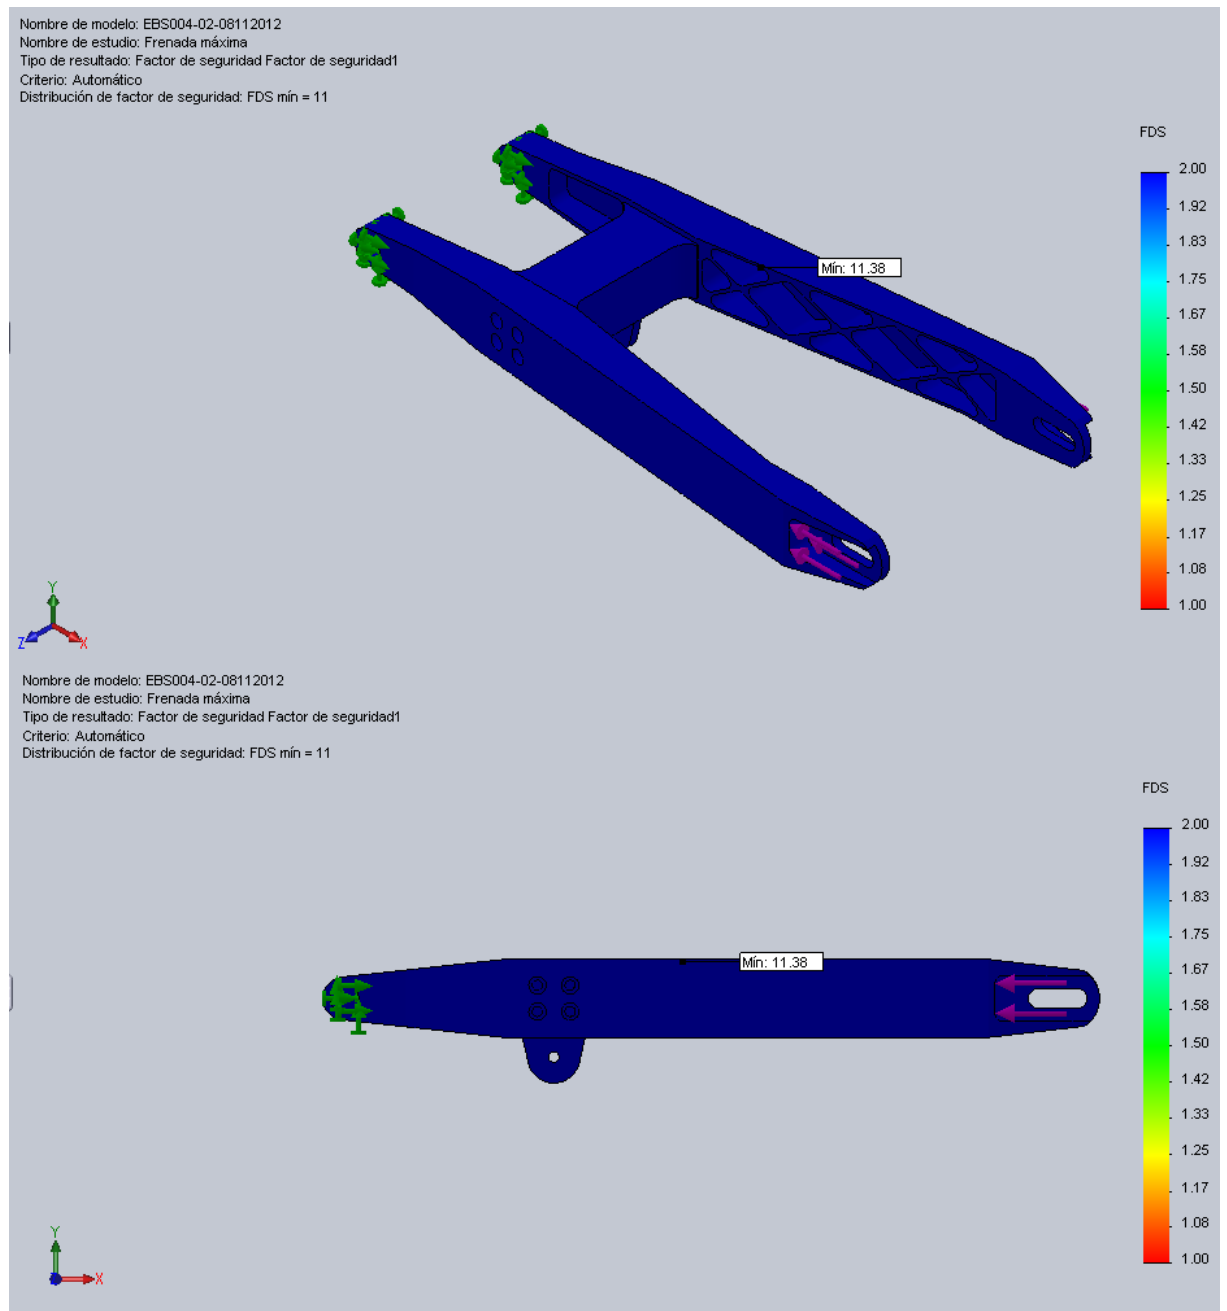 Nombre de modelo: EBS004-02-08112012
Nombre de estudio: Frenada máxima
Tipo de resultado: Factor de seguridad Factor de seguridad1
Criterio: Automático
Distribución de factor de seguridad: FDS mín = 11
FDS
2.00
1.92
1.83
1.75
1.67
1.58
1.50
1.42
1.33
1.25
1.17
1.08
1.00
Mín: 11.38
Y
Z
X
Nombre de modelo: EBS004-02-08112012
Nombre de estudio: Frenada máxima
Tipo de resultado: Factor de seguridad Factor de seguridad1
Criterio: Automático
Distribución de factor de seguridad: FDS mín = 11
FDS
2.00
1.92
1.83
1.75
1.67
1.58
1.50
1.42
1.33
1.25
1.17
1.08
1.00
Mín: 11.38
Y
X